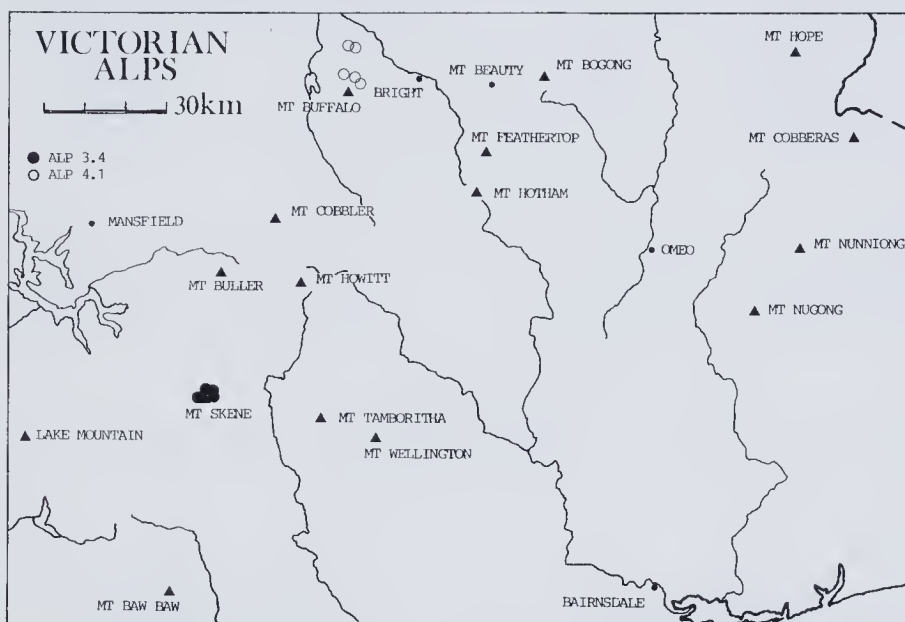 VICTORIAN
ALPS
30km
ALP 3.4
ALP 4.1
MT HOPE
MT BEAUTY
MT BOGONG
BRIGHT
MT BUFFALO
MT COBBERAS
MT FEATHERTOP
MT HOTHAM
MANSFIELD
MT COBBLER
OMEO
MT NUNNIONG
MT BULLER
MT HOWITT
MT NUGONG
MT SKENE
MT TAMBORITHA
LAKE MOUNTAIN
MT WELLINGTON
MT BAW BAW
BAIRNSDALE